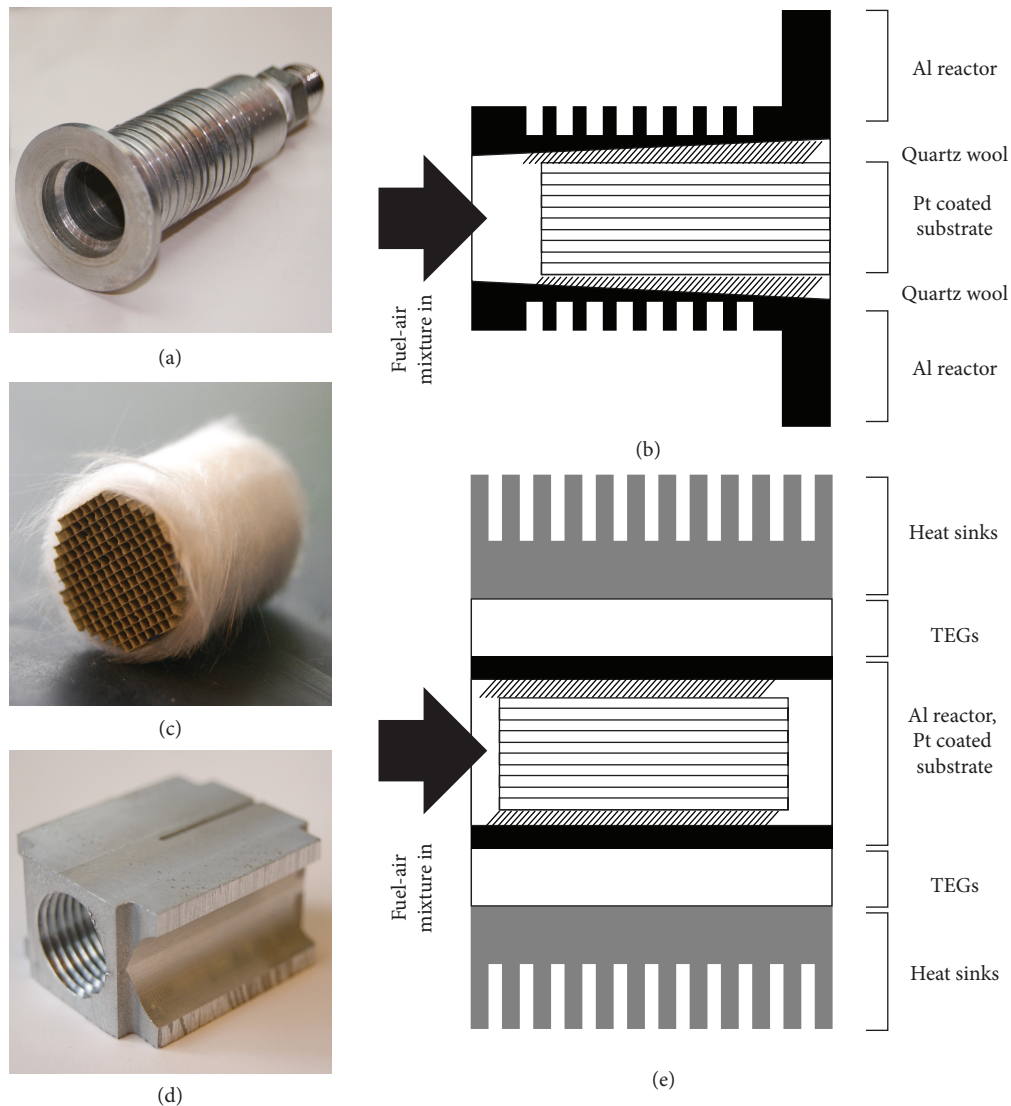 (a)
Al reactor
Quartz wool
Pt coated
substrate
Quartz wool
Al reactor
Fuel-air
mixture in
(b)
(c)
(d)
Heat sinks
TEGs
Al reactor,
Pt coated
substrate
TEGs
Heat sinks
Fuel-air
mixture in
(e)